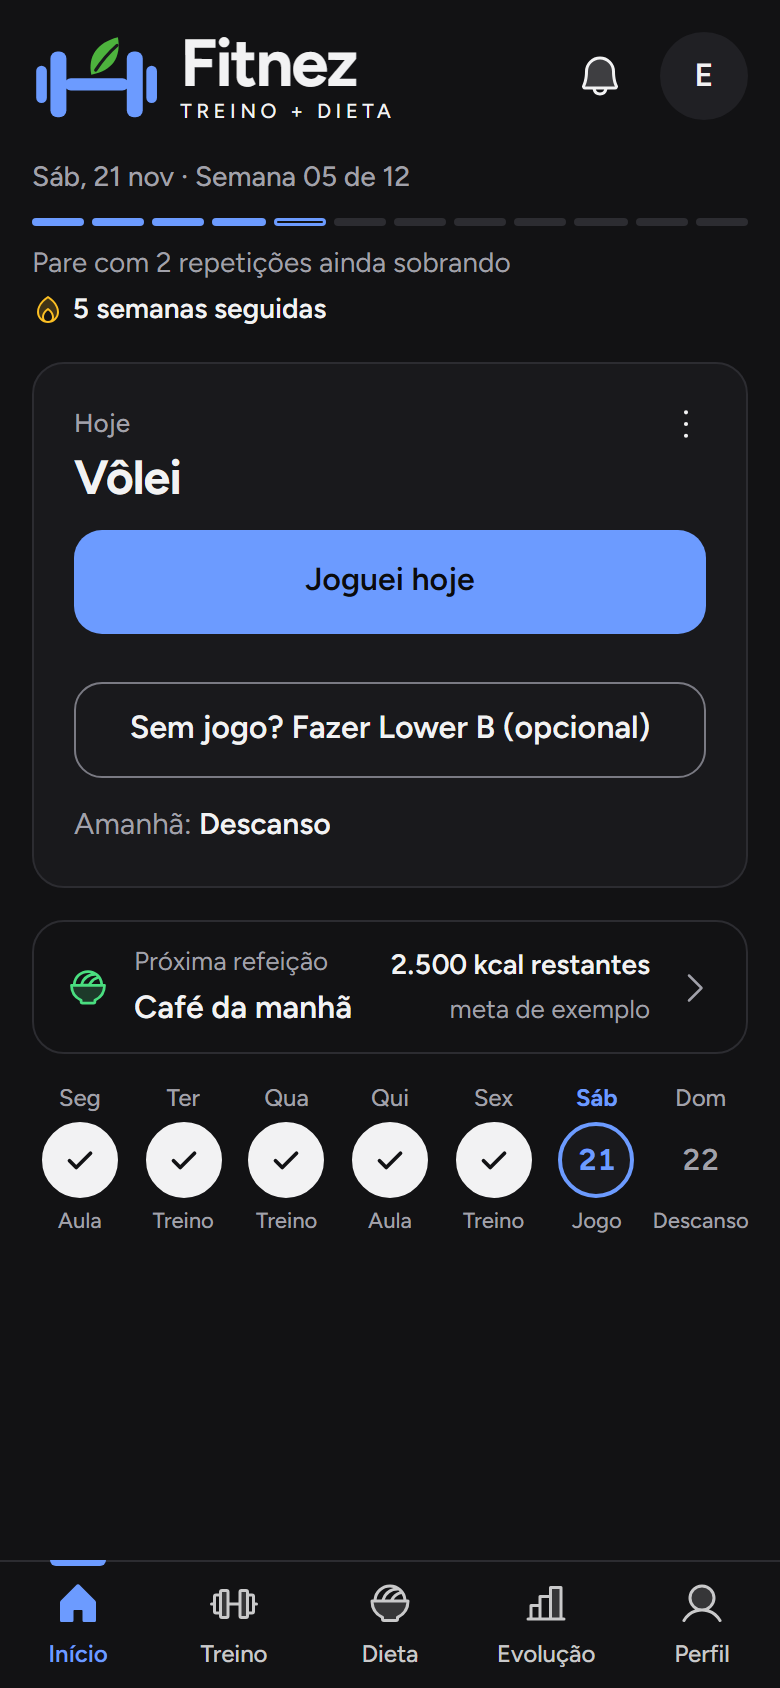 Fitnez
TREINO + DIETA
E
Sáb, 21 nov · Semana 05 de 12
Pare com 2 repetições ainda sobrando
5 semanas seguidas
Hoje
Vôlei
Joguei hoje
Sem jogo? Fazer Lower B (opcional)
Amanhã: Descanso
Próxima refeição
Café da manhã
2.500 kcal restantes
meta de exemplo
Seg Ter Qua Qui Sex Sáb Dom
21 22
Aula Treino Treino Aula Treino Jogo Descanso
Início Treino Dieta Evolução Perfil